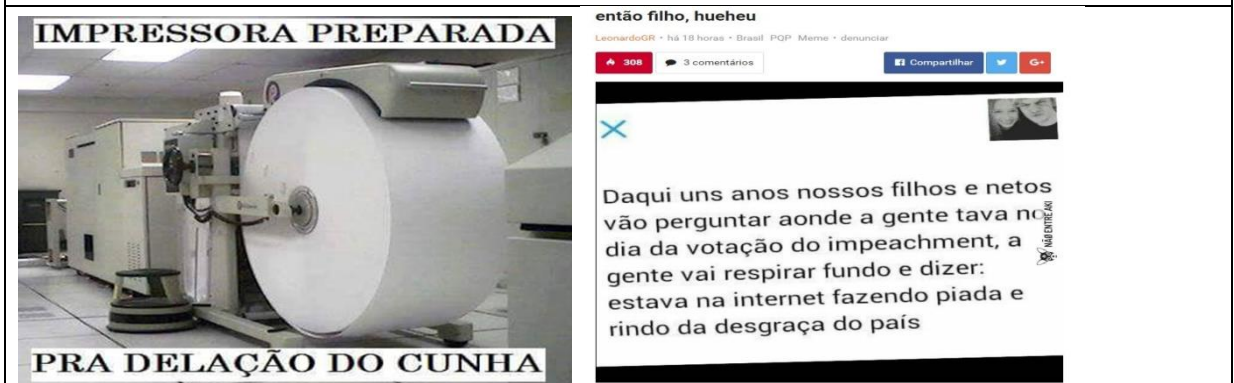 IMPRESSORA PREPARADA
PRA DELAÇÃO DO CUNHA
então filho, hueheu
LeonardoGR • há 18 horas • Brasil PQP Meme • denunciar
308
3 comentários
Compartilhar
G+
Daqui uns anos nossos filhos e netos
vão perguntar aonde a gente tava no
dia da votação do impeachment, a
gente vai respirar fundo e dizer:
estava na internet fazendo piada e
rindo da desgraça do país
NÃO ENTRE AKI